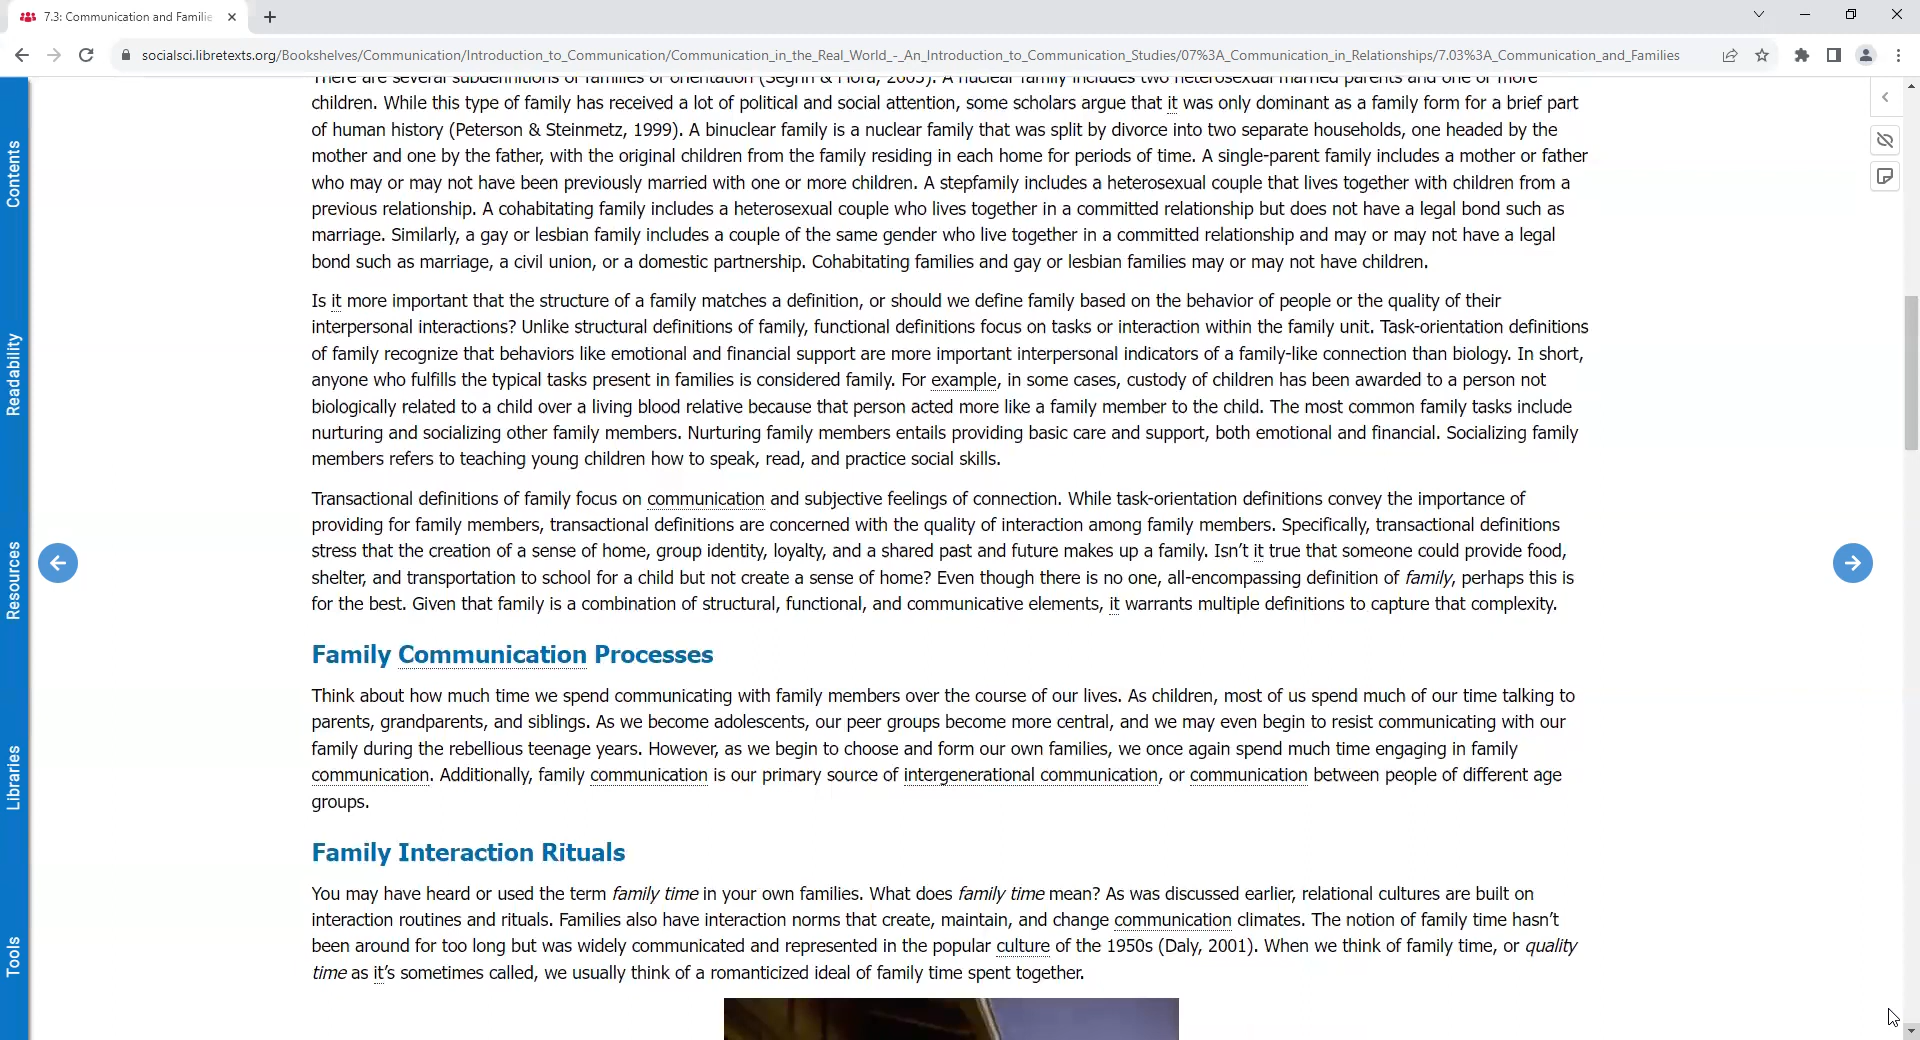 7.3: Communication and Familie
socialsci.libretexts.org/Bookshelves/Communication/Introduction_to_Communication/Communication_in_the_Real_World_-_An_Introduction_to_Communication_Studies/07%3A_Communication_in_Relationships/7.03%3A_Communication_and_Families
There are several subdefinitions of families of orientation (Segrin & Flora, 2005). A nuclear family includes two heterosexual married parents and one or more
children. While this type of family has received a lot of political and social attention, some scholars argue that it was only dominant as a family form for a brief part
of human history (Peterson & Steinmetz, 1999). A binuclear family is a nuclear family that was split by divorce into two separate households, one headed by the
mother and one by the father, with the original children from the family residing in each home for periods of time. A single-parent family includes a mother or father
who may or may not have been previously married with one or more children. A stepfamily includes a heterosexual couple that lives together with children from a
previous relationship. A cohabitating family includes a heterosexual couple who lives together in a committed relationship but does not have a legal bond such as
marriage. Similarly, a gay or lesbian family includes a couple of the same gender who live together in a committed relationship and may or may not have a legal
bond such as marriage, a civil union, or a domestic partnership. Cohabitating families and gay or lesbian families may or may not have children.
Is it more important that the structure of a family matches a definition, or should we define family based on the behavior of people or the quality of their
interpersonal interactions? Unlike structural definitions of family, functional definitions focus on tasks or interaction within the family unit. Task-orientation definitions
of family recognize that behaviors like emotional and financial support are more important interpersonal indicators of a family-like connection than biology. In short,
anyone who fulfills the typical tasks present in families is considered family. For example, in some cases, custody of children has been awarded to a person not
biologically related to a child over a living blood relative because that person acted more like a family member to the child. The most common family tasks include
nurturing and socializing other family members. Nurturing family members entails providing basic care and support, both emotional and financial. Socializing family
members refers to teaching young children how to speak, read, and practice social skills.
Transactional definitions of family focus on communication and subjective feelings of connection. While task-orientation definitions convey the importance of
providing for family members, transactional definitions are concerned with the quality of interaction among family members. Specifically, transactional definitions
stress that the creation of a sense of home, group identity, loyalty, and a shared past and future makes up a family. Isn't it true that someone could provide food,
shelter, and transportation to school for a child but not create a sense of home? Even though there is no one, all-encompassing definition of family, perhaps this is
for the best. Given that family is a combination of structural, functional, and communicative elements, it warrants multiple definitions to capture that complexity.
Family Communication Processes
Think about how much time we spend communicating with family members over the course of our lives. As children, most of us spend much of our time talking to
parents, grandparents, and siblings. As we become adolescents, our peer groups become more central, and we may even begin to resist communicating with our
family during the rebellious teenage years. However, as we begin to choose and form our own families, we once again spend much time engaging in family
communication. Additionally, family communication is our primary source of intergenerational communication, or communication between people of different age
groups.
Family Interaction Rituals
You may have heard or used the term family time in your own families. What does family time mean? As was discussed earlier, relational cultures are built on
interaction routines and rituals. Families also have interaction norms that create, maintain, and change communication climates. The notion of family time hasn't
been around for too long but was widely communicated and represented in the popular culture of the 1950s (Daly, 2001). When we think of family time, or quality
time as it's sometimes called, we usually think of a romanticized ideal of family time spent together.
Contents
Readability
Resources
Libraries
Tools